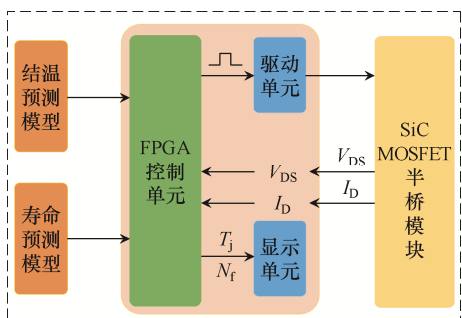 结温
预测
模型
寿命
预测
模型
FPGA
控制
单元
驱动
单元
V_DS
I_D
T_j
N_f
显示
单元
V_DS
I_D
SiC
MOSFET
半
桥
模
块